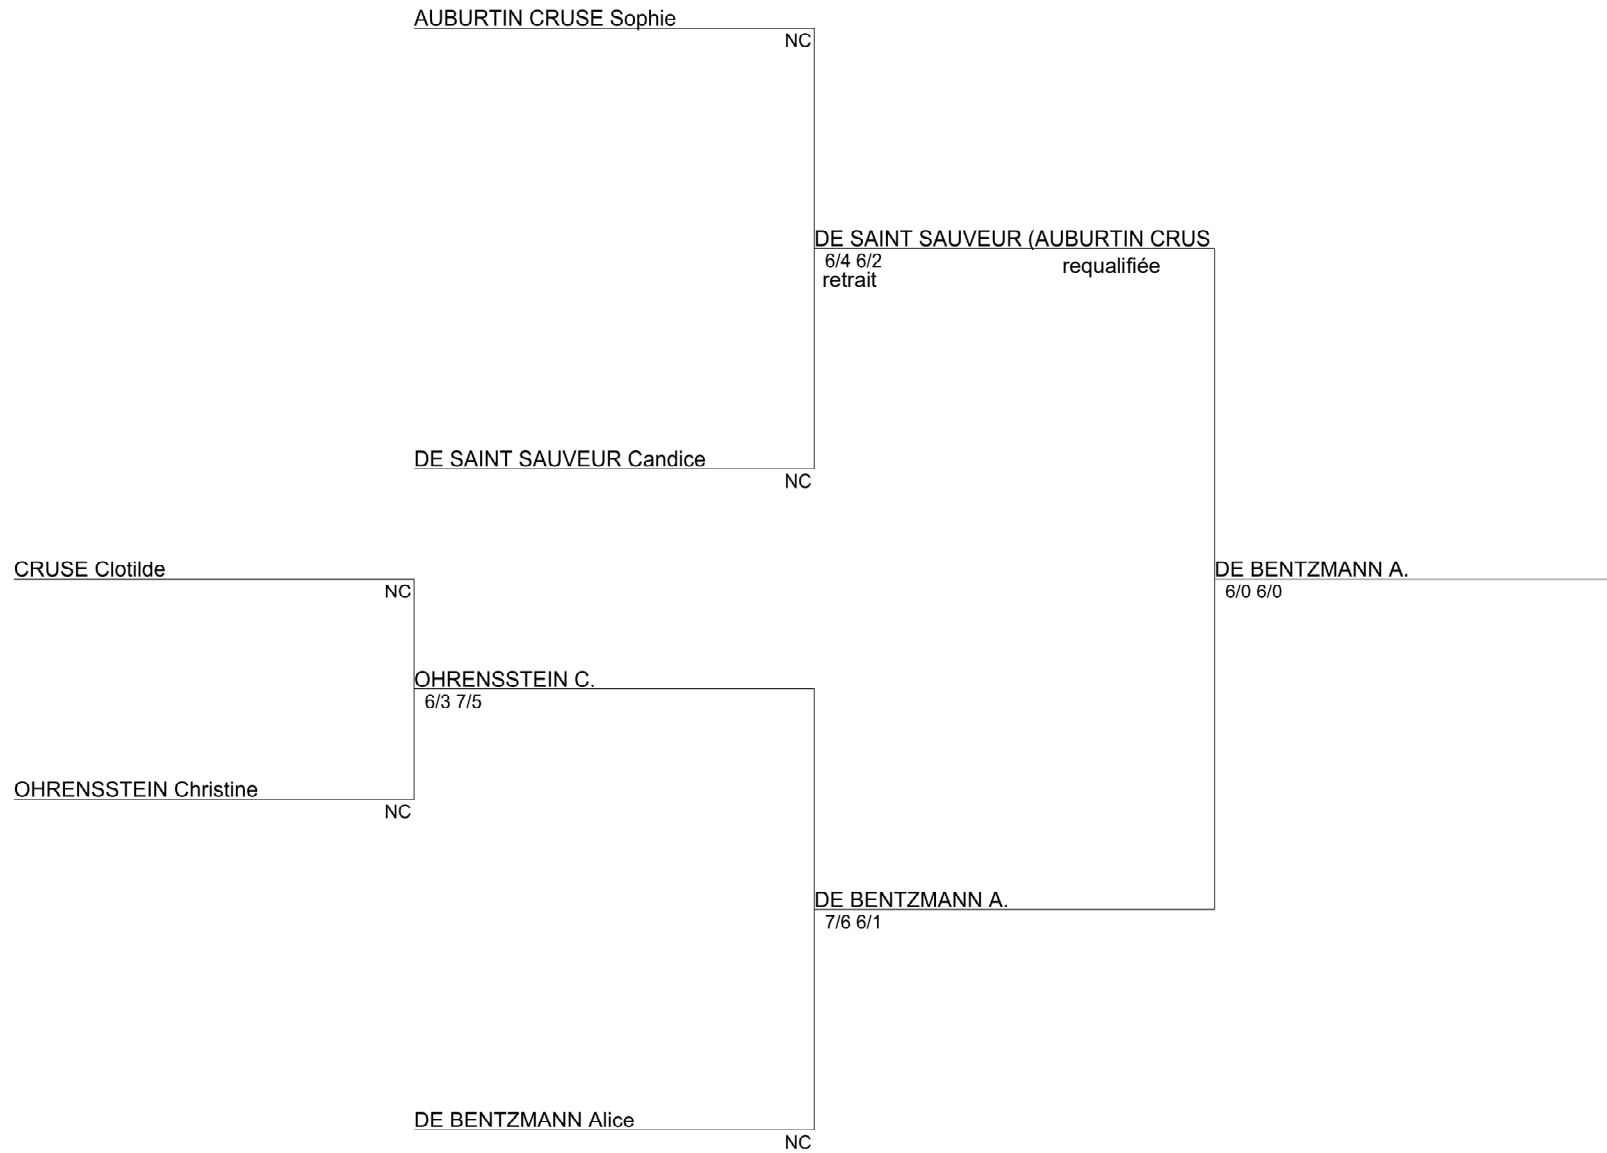 AUBURTIN CRUSE Sophie
NC
DE SAINT SAUVEUR (AUBURTIN CRUS
6/4 6/2
requalifiée
retrait
DE SAINT SAUVEUR Candice
NC
CRUSE Clotilde
NC
DE BENTZMANN A.
6/0 6/0
OHRENSSTEIN C.
6/3 7/5
OHRENSSTEIN Christine
NC
DE BENTZMANN A.
7/6 6/1
DE BENTZMANN Alice
NC